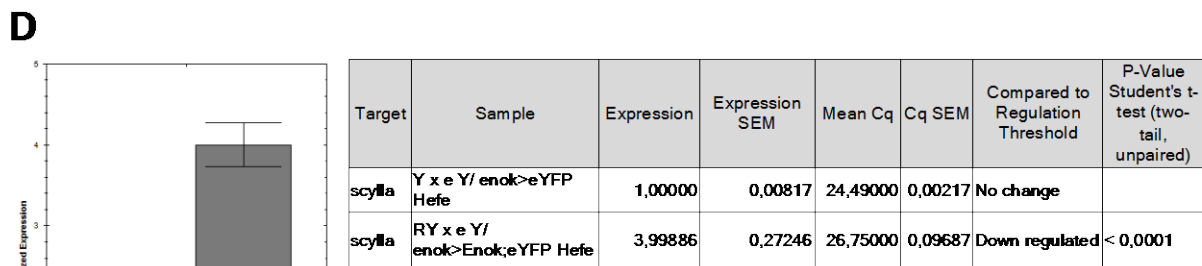 D
5
4
3
Target Sample Expression Expression SEM Mean Cq Cq SEM Compared to Regulation Threshold P-Value Student's t-test (two-tail, unpaired)
scylla Y x e Y/ enok>eYFP Hefe 1,00000 0,00817 24,49000 0,00217 No change
scylla RY x e Y/ enok>Enok;eYFP Hefe 3,99886 0,27246 26,75000 0,09687 Down regulated < 0,0001
Expression